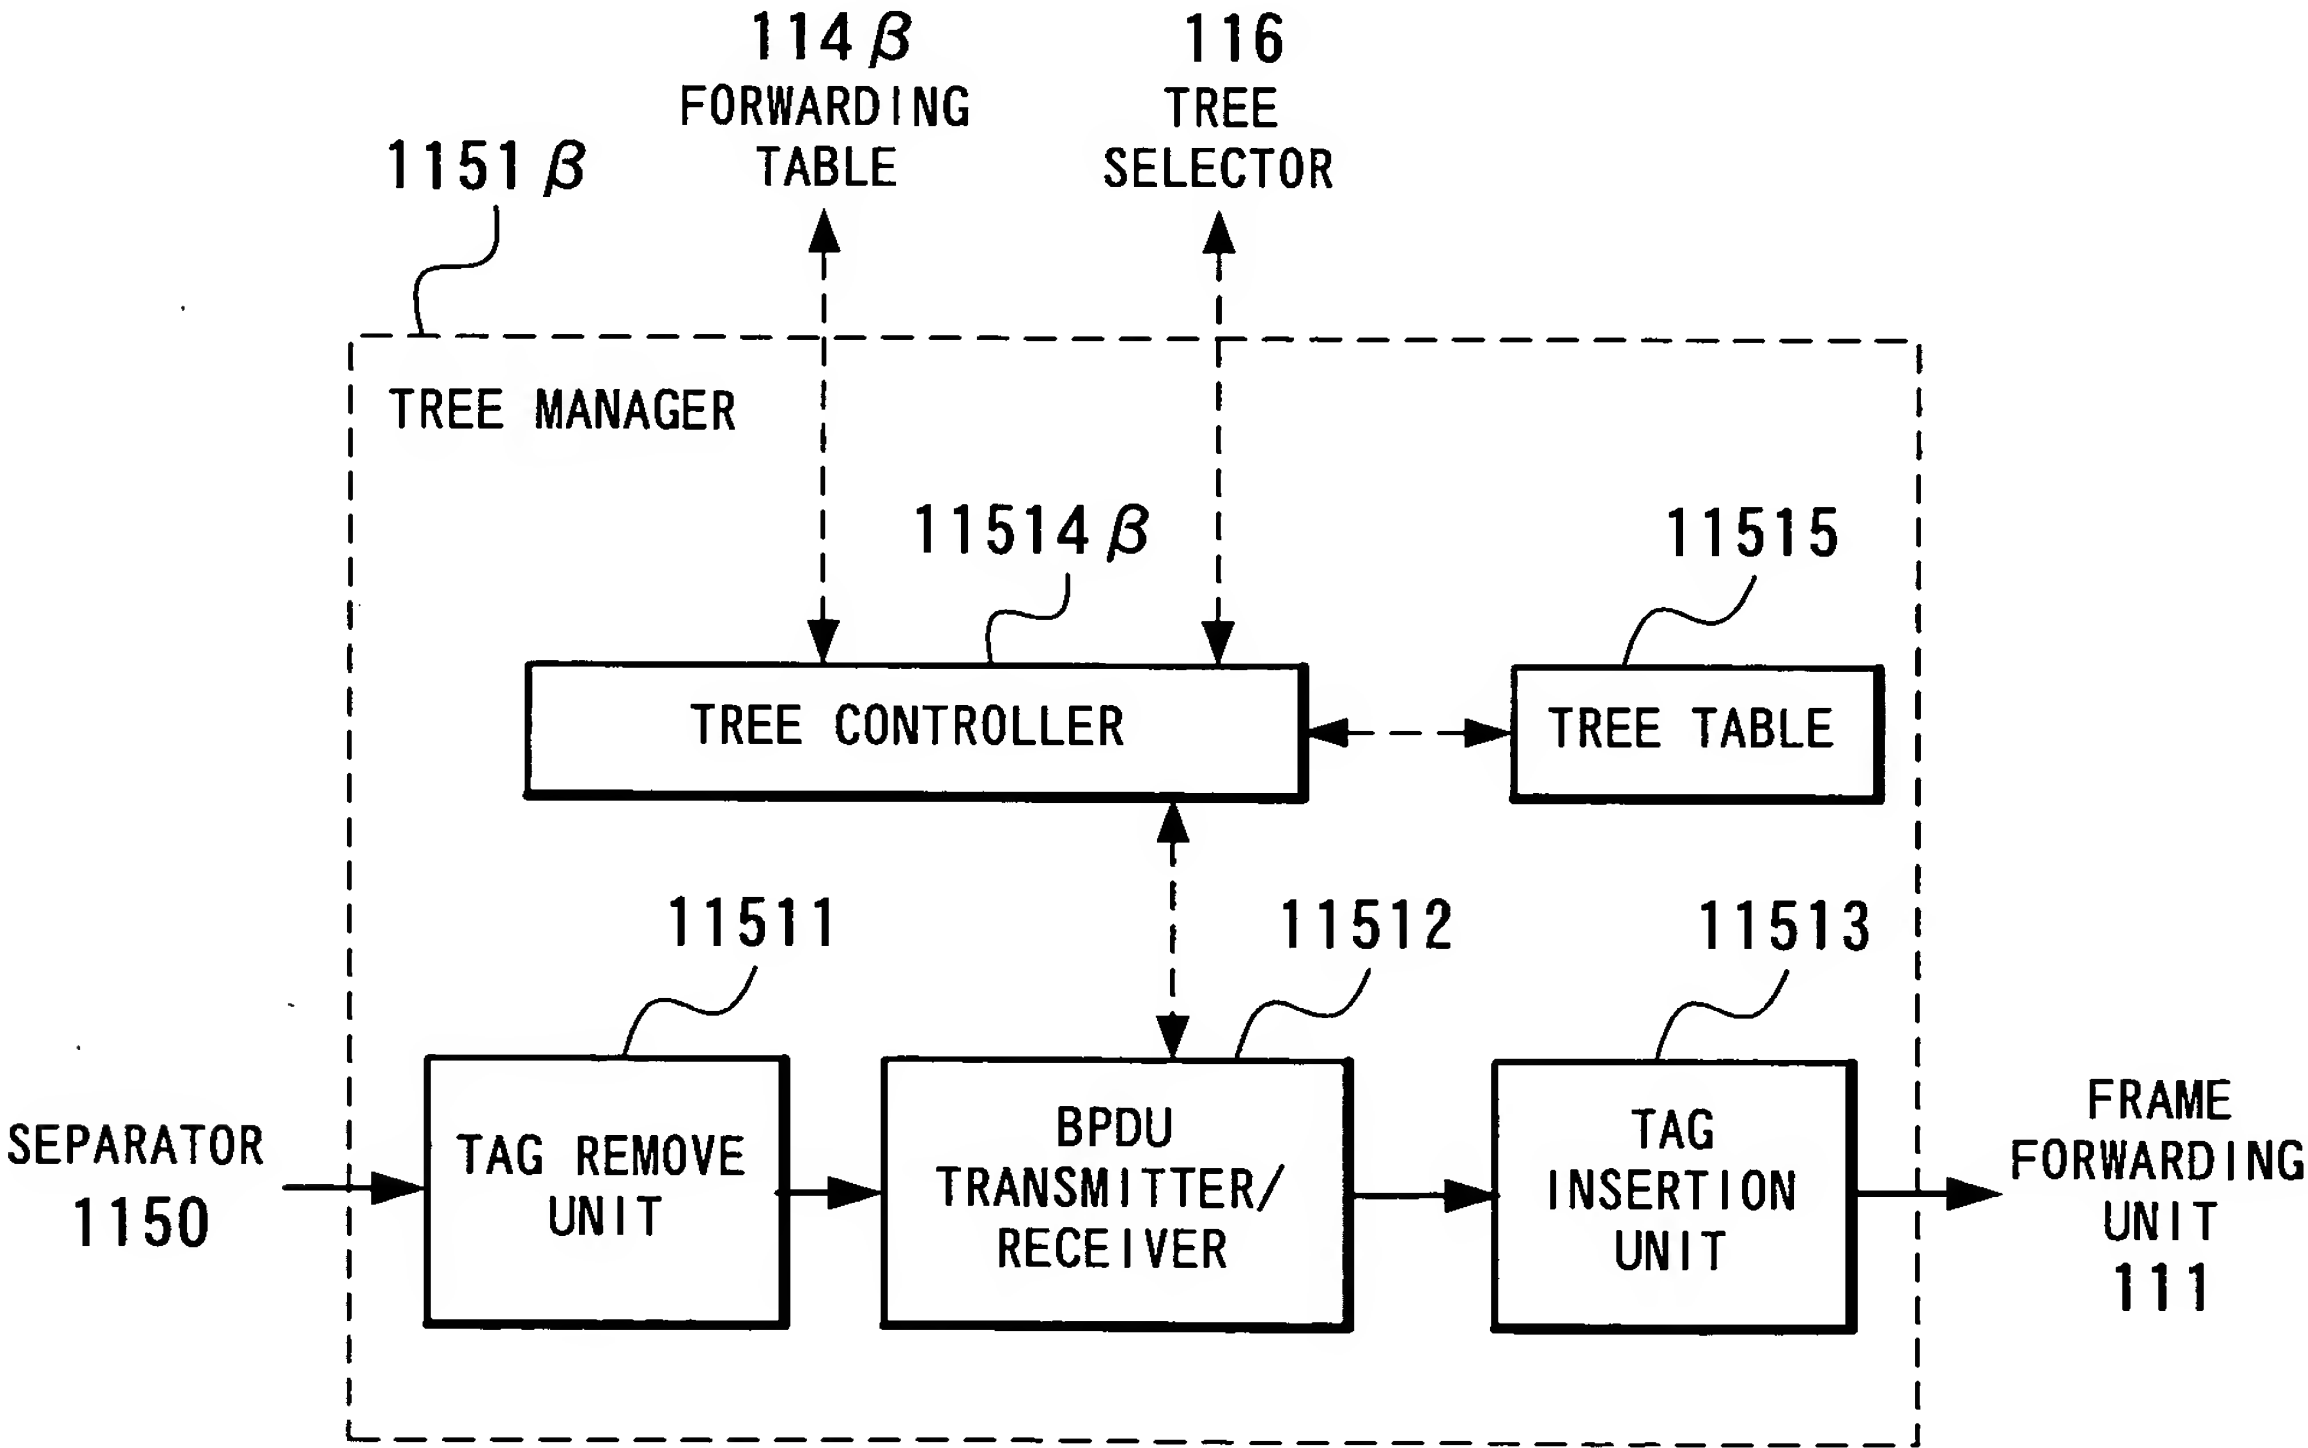 114β
FORWARDING
TABLE
116
TREE
SELECTOR
1151β
TREE MANAGER
11514β
11515
TREE CONTROLLER
TREE TABLE
11511
11512
11513
SEPARATOR
1150
TAG REMOVE
UNIT
BPDU
TRANSMITTER/
RECEIVER
TAG
INSERTION
UNIT
FRAME
FORWARDING
UNIT
111